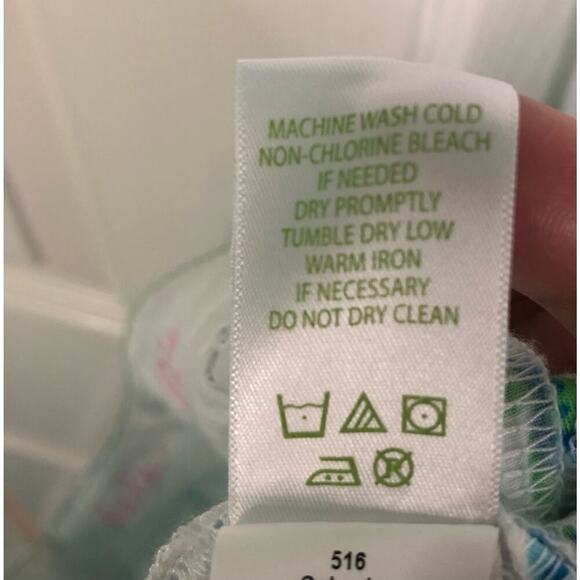 MACHINE WASH COLD
NON-CHLORINE BLEACH
IF NEEDED
DRY PROMPTLY
TUMBLE DRY LOW
WARM IRON
IF NECESSARY
DO NOT DRY CLEAN
516